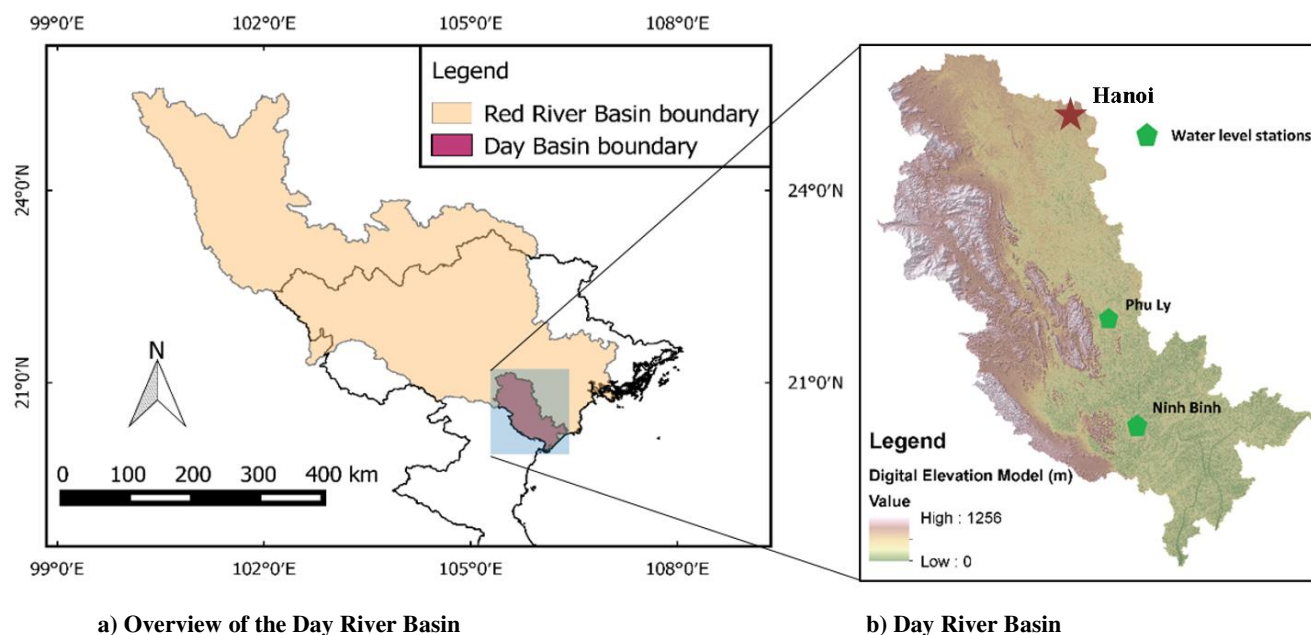 99°0'E 102°0'E 105°0'E 108°0'E
Legend
Red River Basin boundary
Day Basin boundary
24°0'N
21°0'N
N
0 100 200 300 400 km
99°0'E 102°0'E 105°0'E 108°0'E
24°0'N
21°0'N
Hanoi
Water level stations
Phu Ly
Ninh Binh
Legend
Digital Elevation Model (m)
Value
High : 1256
Low : 0
a) Overview of the Day River Basin
b) Day River Basin